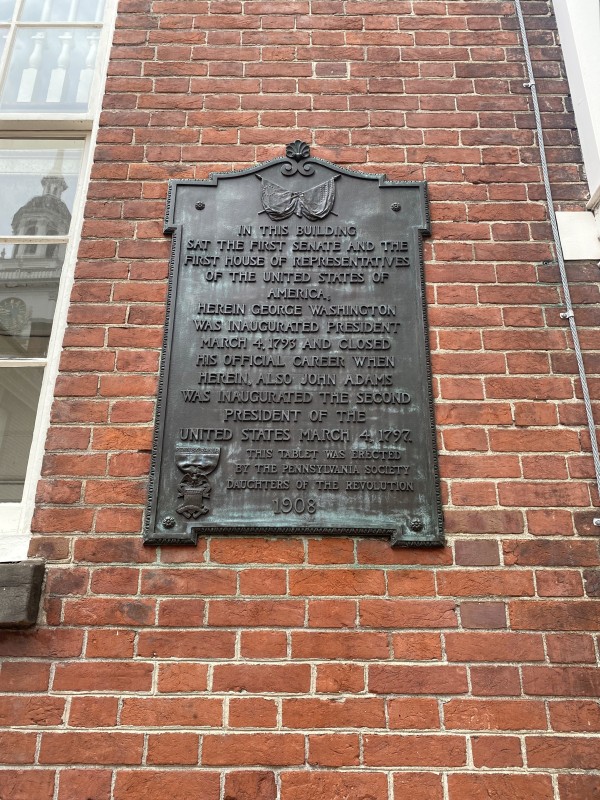 IN THIS BUILDING
SAT THE FIRST SENATE AND THE
FIRST HOUSE OF REPRESENTATIVES
OF THE UNITED STATES OF
AMERICA;
HEREIN GEORGE WASHINGTON
WAS INAUGURATED PRESIDENT
MARCH 4, 1793 AND CLOSED
HIS OFFICIAL CAREER WHEN
HEREIN, ALSO JOHN ADAMS
WAS INAUGURATED THE SECOND
PRESIDENT OF THE
UNITED STATES MARCH 4, 1797.
THIS TABLET WAS ERECTED
BY THE PENNSYLVANIA SOCIETY
DAUGHTERS OF THE REVOLUTION
1908